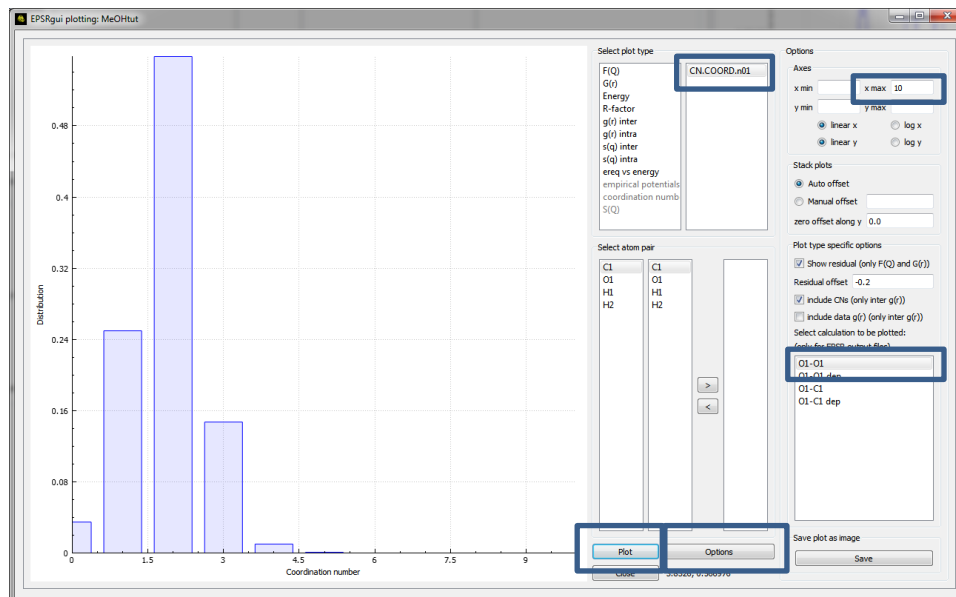 EPSRgui plotting: MeOHtut
0.48
0.4
0.32
0.24
0.16
0.08
0
Distribution
0
1.5
3
4.5
6
7.5
9
Coordination number
Select plot type
F(Q)
G(r)
Energy
R-factor
g(r) inter
g(r) intra
s(q) inter
s(q) intra
ereq vs energy
empirical potentials
coordination numb
S(Q)
CN.COORD.n01
Select atom pair
C1
O1
H1
H2
C1
O1
H1
H2
>
<
Plot
Options
Close
Options
Axes
x min
x max 10
y min
y max
linear x
log x
linear y
log y
Stack plots
Auto offset
Manual offset
zero offset along y 0.0
Plot type specific options
Show residual (only F(Q) and G(r))
Residual offset -0.2
include CNs (only inter g(r))
include data g(r) (only inter g(r))
Select calculation to be plotted:
(only for EPSR output files)
O1-O1
O1-O1 dep
O1-C1
O1-C1 dep
Save plot as image
Save